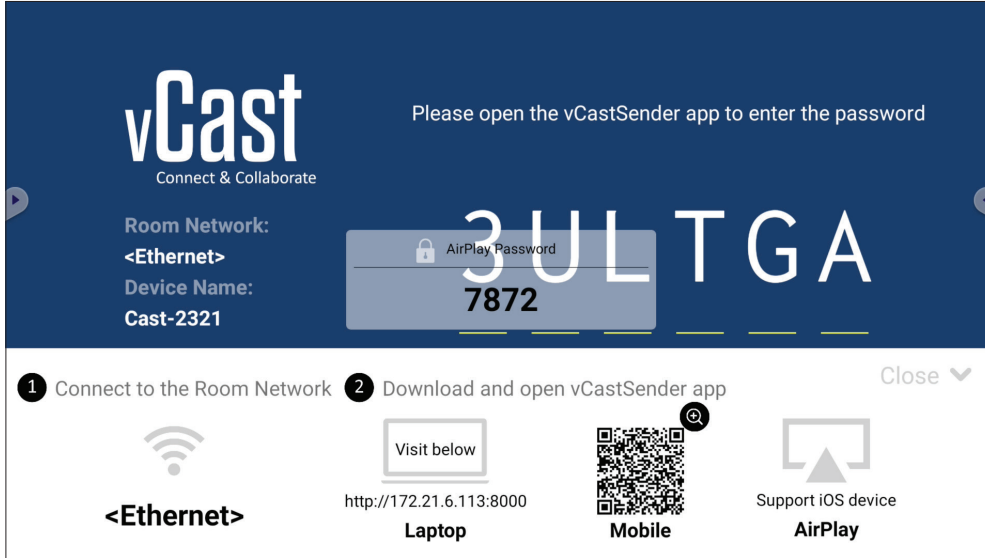 vCast
Connect & Collaborate
Please open the vCastSender app to enter the password
Room Network:
<Ethernet>
Device Name:
Cast-2321
3ULTGA
AirPlay Password
7872
1 Connect to the Room Network
2 Download and open vCastSender app
Close
<Ethernet>
Visit below
http://172.21.6.113:8000
Laptop
Mobile
Support iOS device
AirPlay